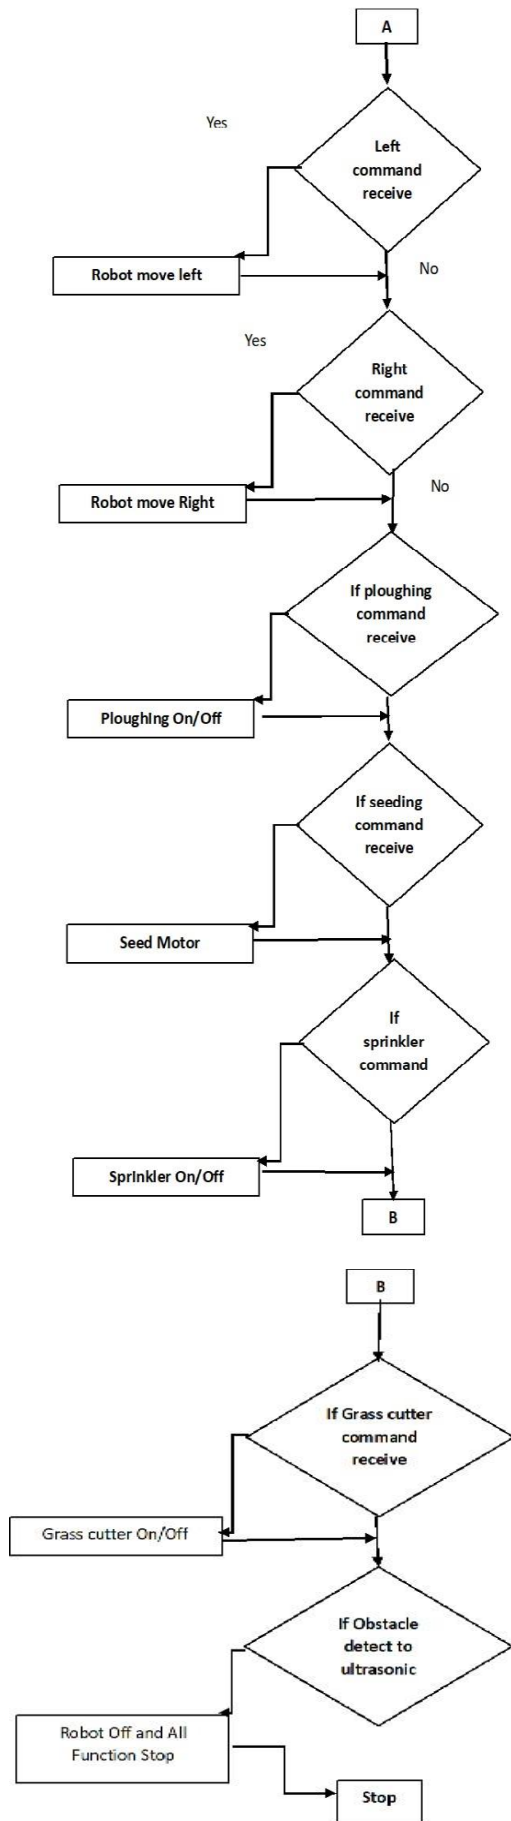 A
Yes
Left
command
receive
Robot move left
No
Yes
Right
command
receive
No
Robot move Right
If ploughing
command
receive
Ploughing On/Off
If seeding
command
receive
Seed Motor
If
sprinkler
command
Sprinkler On/Off
B
B
If Grass cutter
command
receive
Grass cutter On/Off
If Obstacle
detect to
ultrasonic
Robot Off and All
Function Stop
Stop